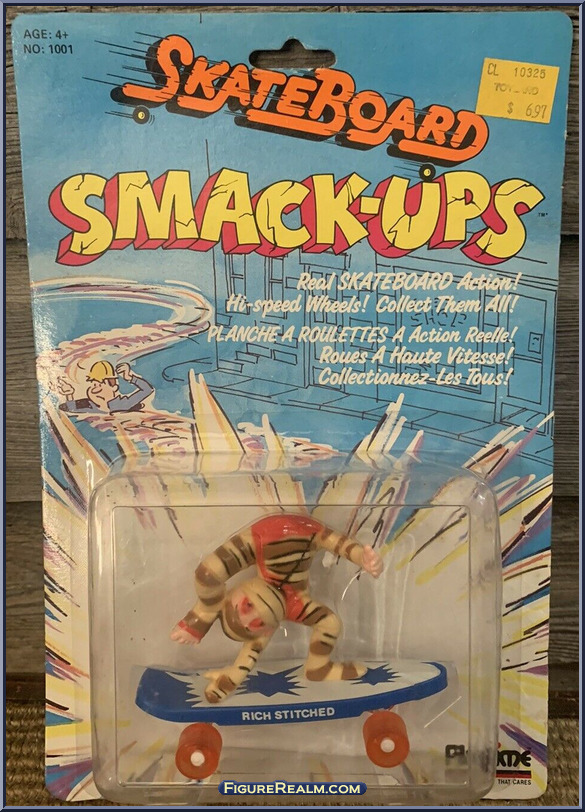 AGE: 4+
NO: 1001
CL 10325
$ 6.97
SKATEBOARD
SMACK-UPS
TM
Real SKATEBOARD Action!
Hi-speed Wheels! Collect Them All!
PLANCHE A ROULETTES A Action Reelle!
Roues A Haute Vitesse!
Collectionnez-Les Tous!
RICH STITCHED
THAT CARES
FIGUREREALM.COM